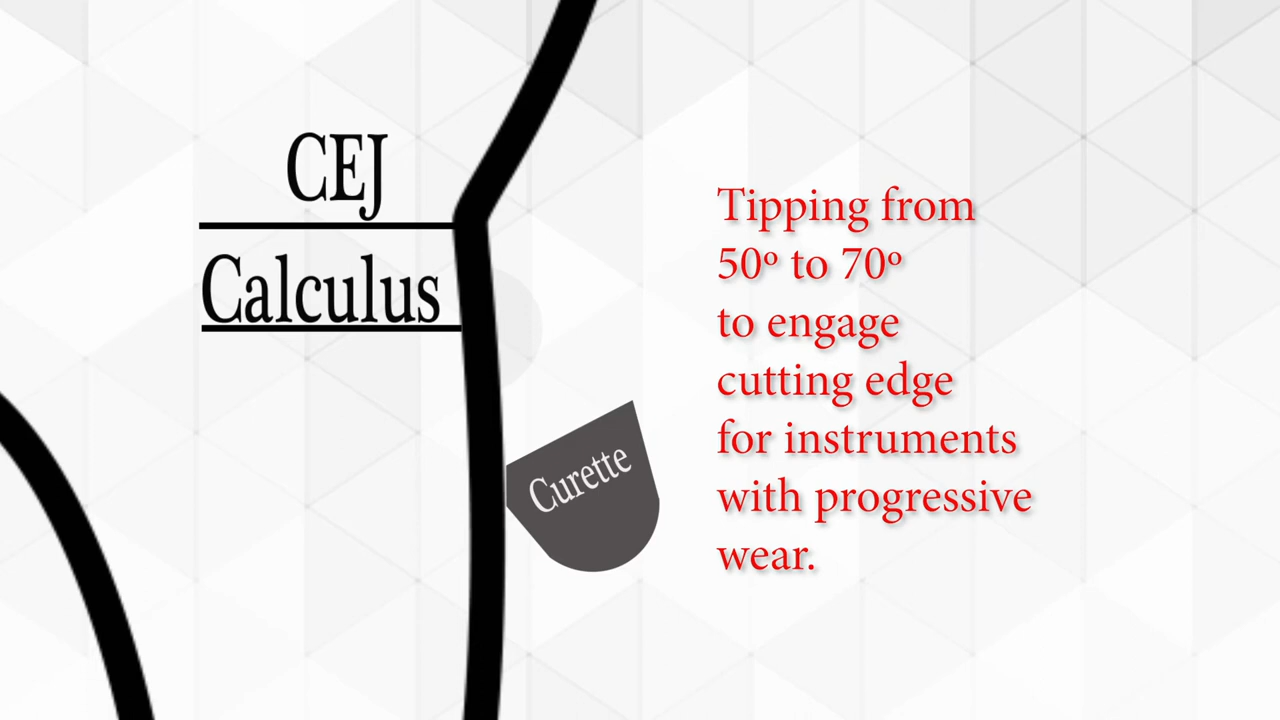 CEJ
Calculus
Curette
Tipping from
50º to 70º
to engage
cutting edge
for instruments
with progressive
wear.